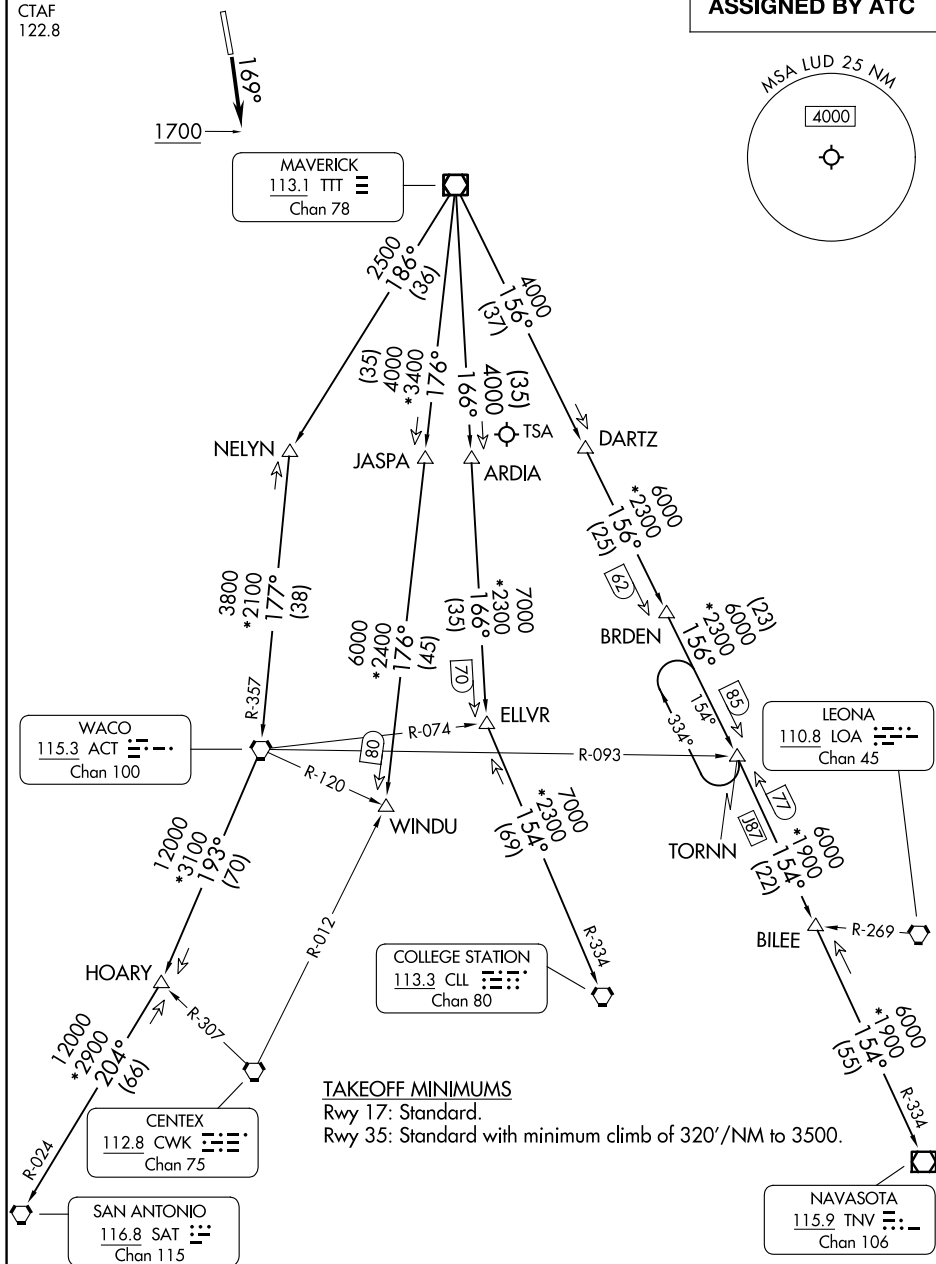 CTAF
122.8
ASSIGNED BY ATC
169°
1700
MSA LUD 25 NM
4000
MAVERICK
113.1 TTT
Chan 78
2500
186°
(36)
(35)
4000
*3400
176°
(35)
4000
166°
4000
156°
(37)
TSA
NELYN
JASPA
ARDIA
DARTZ
3800
*2100
177°
(38)
6000
*2400
176°
(45)
7000
*2300
166°
(35)
6000
*2300
156°
(25)
62
BRDEN
(23)
6000
*2300
156°
R-357
70
ELLVR
154°
334°
85
WACO
115.3 ACT
Chan 100
R-074
R-093
R-120
80
WINDU
LEONA
110.8 LOA
Chan 45
TORNN
77
J87
6000
*1900
154°
(22)
12000
*3100
193°
(70)
7000
*2300
154°
(69)
R-012
R-334
BILEE
R-269
HOARY
R-307
COLLEGE STATION
113.3 CLL
Chan 80
12000
*2900
204°
(66)
6000
*1900
154°
(55)
R-334
R-024
CENTEX
112.8 CWK
Chan 75
TAKEOFF MINIMUMS
Rwy 17: Standard.
Rwy 35: Standard with minimum climb of 320'/NM to 3500.
SAN ANTONIO
116.8 SAT
Chan 115
NAVASOTA
115.9 TNV
Chan 106